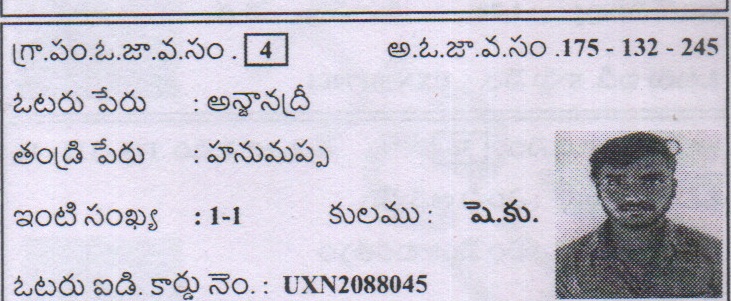 గ్రా.పం.ఓ.జా.వ.సం . 4 అ.ఓ.జా.వ.సం .175 - 132 - 245
ఓటరు పేరు : అన్జానద్రీ
తండ్రి పేరు : హనుమప్ప
ఇంటి సంఖ్య : 1-1 కులము : షె.కు.
ఓటరు ఐడి. కార్డు నెం. : UXN2088045